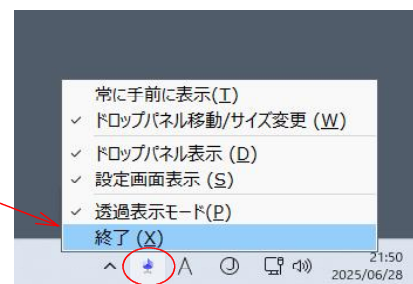 常に手前に表示(T)
ドロップパネル移動/サイズ変更 (W)
ドロップパネル表示 (D)
設定画面表示 (S)
透過表示モード(P)
終了 (X)
A
21:50
2025/06/28